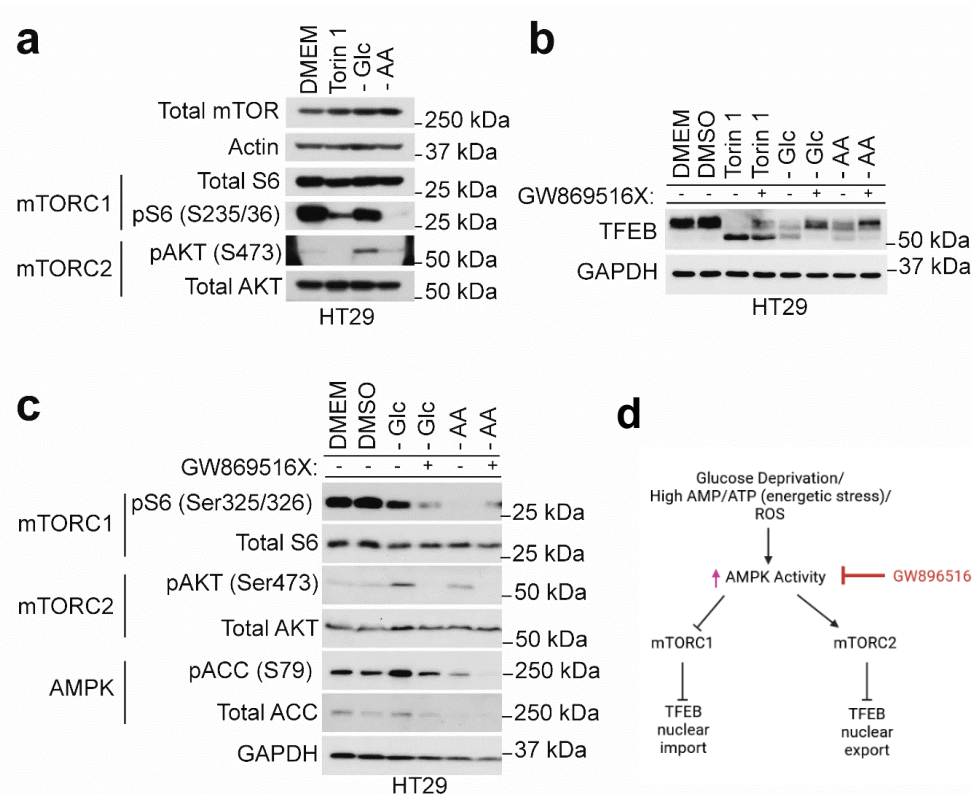 a
DMEM
Torin 1
- Glc
- AA
Total mTOR
250 kDa
Actin
37 kDa
mTORC1
Total S6
25 kDa
pS6 (S235/36)
25 kDa
mTORC2
pAKT (S473)
50 kDa
Total AKT
50 kDa
HT29
b
DMEM
DMSO
Torin 1
Torin 1
- Glc
- Glc
- AA
- AA
GW869516X: - - - + - + - +
TFEB
50 kDa
GAPDH
37 kDa
HT29
c
DMEM
DMSO
- Glc
- Glc
- AA
- AA
GW869516X: - - - + - +
mTORC1
pS6 (Ser325/326)
25 kDa
Total S6
25 kDa
mTORC2
pAKT (Ser473)
50 kDa
Total AKT
50 kDa
AMPK
pACC (S79)
250 kDa
Total ACC
250 kDa
GAPDH
37 kDa
HT29
d
Glucose Deprivation/
High AMP/ATP (energetic stress)/
ROS
AMPK Activity
GW896516
mTORC1
mTORC2
TFEB
nuclear
import
TFEB
nuclear
export